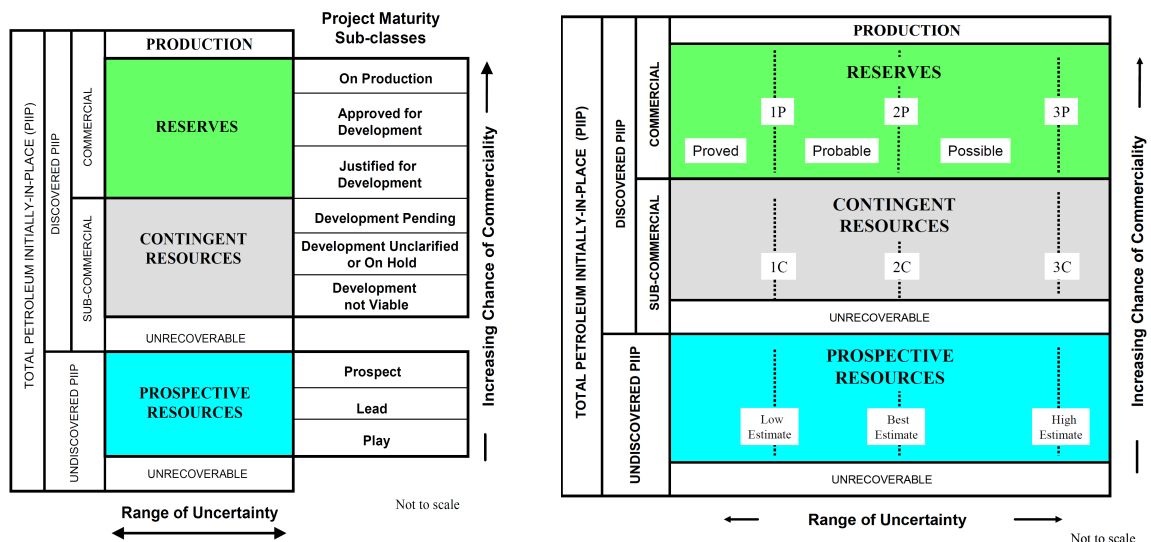 Project Maturity
Sub-classes
TOTAL PETROLEUM INITIALLY-IN-PLACE (PIIP)
DISCOVERED PIIP
COMMERCIAL
SUB-COMMERCIAL
UNDISCOVERED PIIP
PRODUCTION
RESERVES
On Production
Approved for
Development
Justified for
Development
CONTINGENT
RESOURCES
Development Pending
Development Unclarified
or On Hold
Development
not Viable
UNRECOVERABLE
PROSPECTIVE
RESOURCES
Prospect
Lead
Play
UNRECOVERABLE
Increasing Chance of Commerciality
Not to scale
Range of Uncertainty
TOTAL PETROLEUM INITIALLY-IN-PLACE (PIIP)
DISCOVERED PIIP
COMMERCIAL
SUB-COMMERCIAL
UNDISCOVERED PIIP
PRODUCTION
RESERVES
1P
2P
3P
Proved
Probable
Possible
CONTINGENT
RESOURCES
1C
2C
3C
UNRECOVERABLE
PROSPECTIVE
RESOURCES
Low
Estimate
Best
Estimate
High
Estimate
UNRECOVERABLE
Increasing Chance of Commerciality
Range of Uncertainty
Not to scale